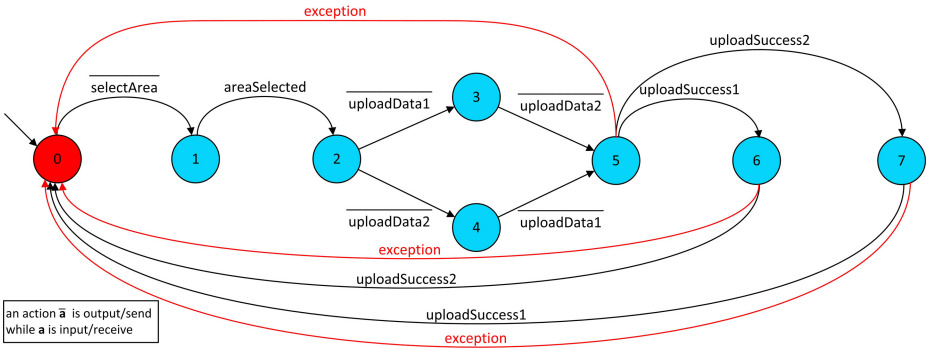 exception
uploadSuccess2
selectArea
areaSelected
uploadData1
uploadData2
uploadSuccess1
0
1
2
3
4
5
6
7
uploadData2
uploadData1
exception
uploadSuccess2
uploadSuccess1
exception
an action a̅ is output/send
while a is input/receive